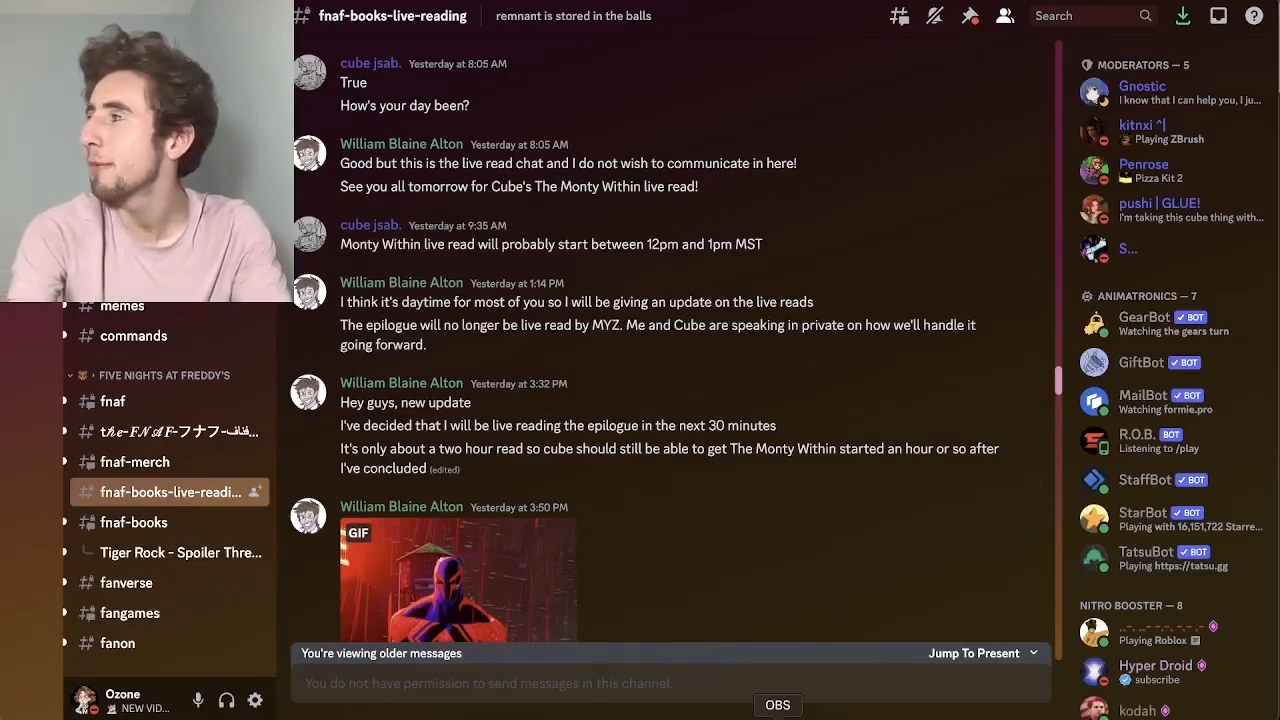 fnaf-books-live-reading
remnant is stored in the balls
Search
cube jsab. Yesterday at 8:05 AM
True
How's your day been?
William Blaine Alton Yesterday at 8:05 AM
Good but this is the live read chat and I do not wish to communicate in here!
See you all tomorrow for Cube's The Monty Within live read!
cube jsab. Yesterday at 9:35 AM
Monty Within live read will probably start between 12pm and 1pm MST
William Blaine Alton Yesterday at 1:14 PM
I think it's daytime for most of you so I will be giving an update on the live reads
The epilogue will no longer be live read by MYZ. Me and Cube are speaking in private on how we'll handle it
going forward.
William Blaine Alton Yesterday at 3:32 PM
Hey guys, new update
I've decided that I will be live reading the epilogue in the next 30 minutes
It's only about a two hour read so cube should still be able to get The Monty Within started an hour or so after
I've concluded (edited)
William Blaine Alton Yesterday at 3:50 PM
GIF
You're viewing older messages
Jump To Present
You do not have permission to send messages in this channel.
OBS
memes
commands
FIVE NIGHTS AT FREDDY'S
fnaf
fnaf-merch
fnaf-books-live-readi...
fnaf-books
Tiger Rock - Spoiler Thre...
fanverse
fangames
fanon
Ozone
NEW VID...
MODERATORS — 5
Gnostic
I know that I can help you, I ju...
kitnxi ^|
Playing ZBrush
Penrose
Pizza Kit 2
pushi | GLUE!
I'm taking this cube thing with...
S...
ANIMATRONICS — 7
GearBot ✓ BOT
Watching the gears turn
GiftBot ✓ BOT
MailBot ✓ BOT
Watching formie.pro
R.O.B. BOT
Listening to /play
StaffBot ✓ BOT
StarBot ✓ BOT
Playing with 16,151,722 Starre...
TatsuBot ✓ BOT
Playing https://tatsu.gg
NITRO BOOSTER — 8
Playing Roblox
Hyper Droid
subscribe
kodah